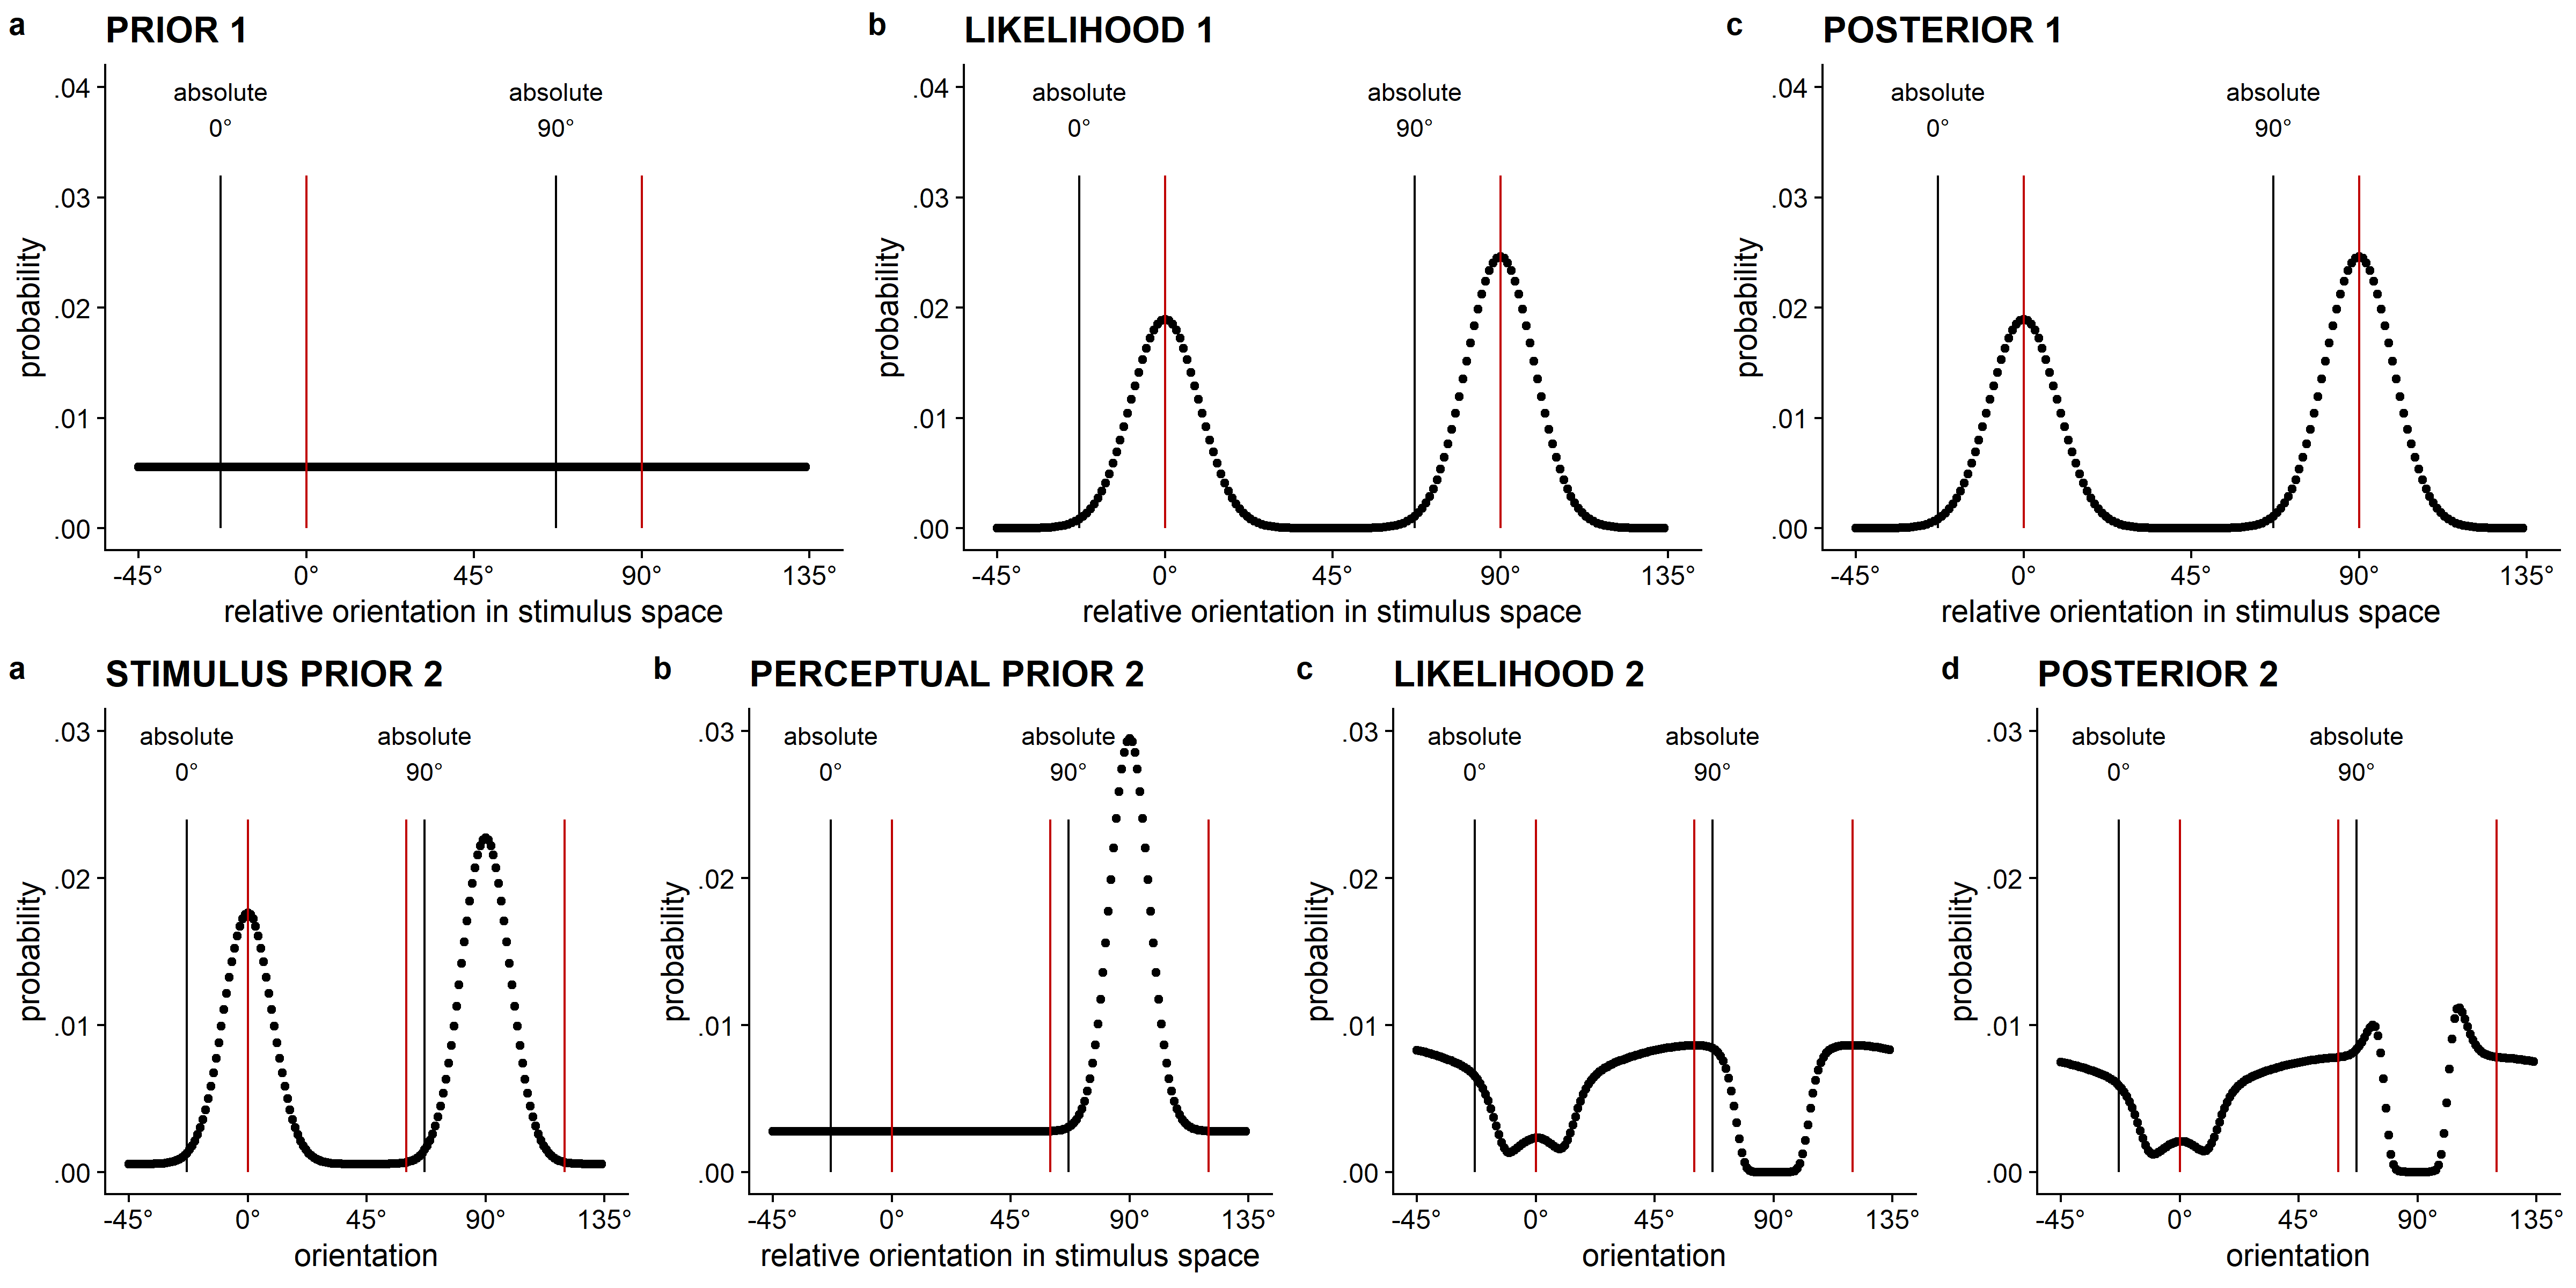 a PRIOR 1
absolute absolute
0° 90°
.04
.03
.02
.01
.00
probability
-45° 0° 45° 90° 135°
relative orientation in stimulus space
b LIKELIHOOD 1
absolute absolute
0° 90°
.04
.03
.02
.01
.00
probability
-45° 0° 45° 90° 135°
relative orientation in stimulus space
c POSTERIOR 1
absolute absolute
0° 90°
.04
.03
.02
.01
.00
probability
-45° 0° 45° 90° 135°
relative orientation in stimulus space
a STIMULUS PRIOR 2
absolute absolute
0° 90°
.03
.02
.01
.00
probability
-45° 0° 45° 90° 135°
orientation
b PERCEPTUAL PRIOR 2
absolute absolute
0° 90°
.03
.02
.01
.00
probability
-45° 0° 45° 90° 135°
relative orientation in stimulus space
c LIKELIHOOD 2
absolute absolute
0° 90°
.03
.02
.01
.00
probability
-45° 0° 45° 90° 135°
orientation
d POSTERIOR 2
absolute absolute
0° 90°
.03
.02
.01
.00
probability
-45° 0° 45° 90° 135°
orientation